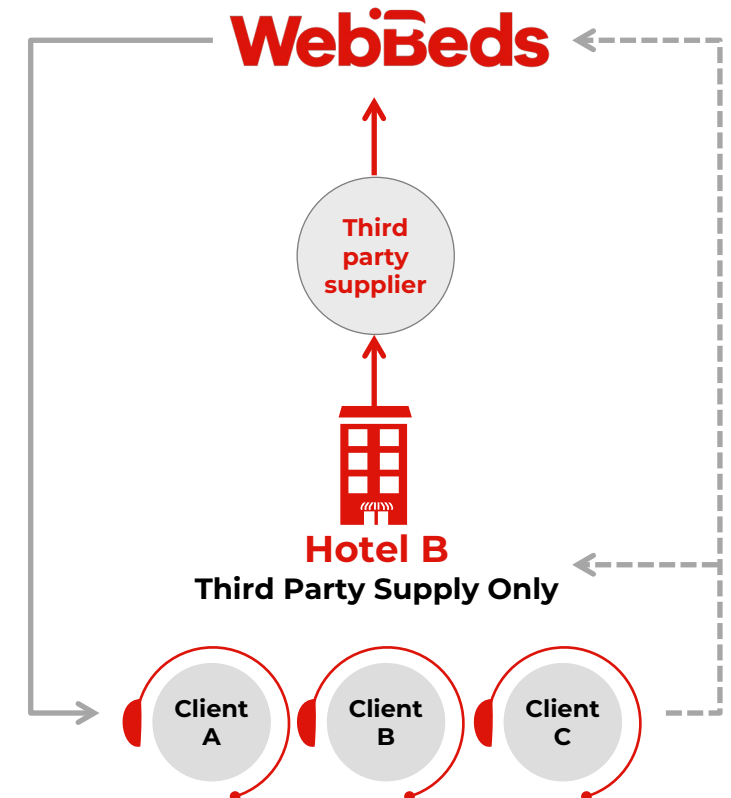 WebBeds
Third
party
supplier
Hotel B
Third Party Supply Only
Client
A
Client
B
Client
C